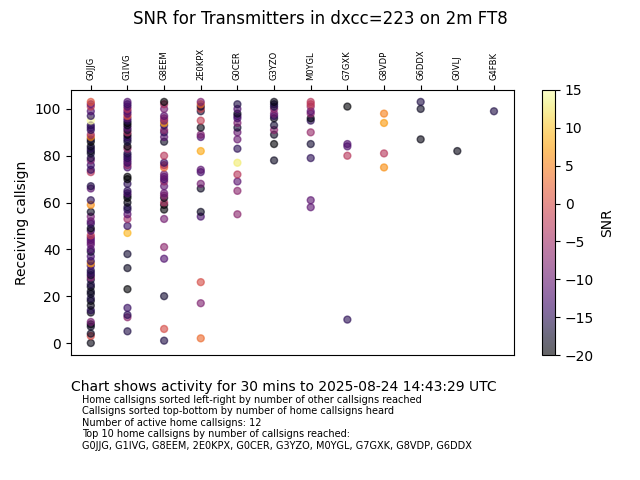 SNR for Transmitters in dxcc=223 on 2m FT8
G0JJG G1IVG G8EEM 2E0KPX G0CER G3YZO M0YGL G7GXK G8VDP G6DDX G0VLJ G4FBK
100
80
60
40
20
0
Receiving callsign
15
10
5
0
−5
−10
−15
−20
SNR
Chart shows activity for 30 mins to 2025-08-24 14:43:29 UTC
Home callsigns sorted left-right by number of other callsigns reached
Callsigns sorted top-bottom by number of home callsigns heard
Number of active home callsigns: 12
Top 10 home callsigns by number of callsigns reached:
G0JJG, G1IVG, G8EEM, 2E0KPX, G0CER, G3YZO, M0YGL, G7GXK, G8VDP, G6DDX